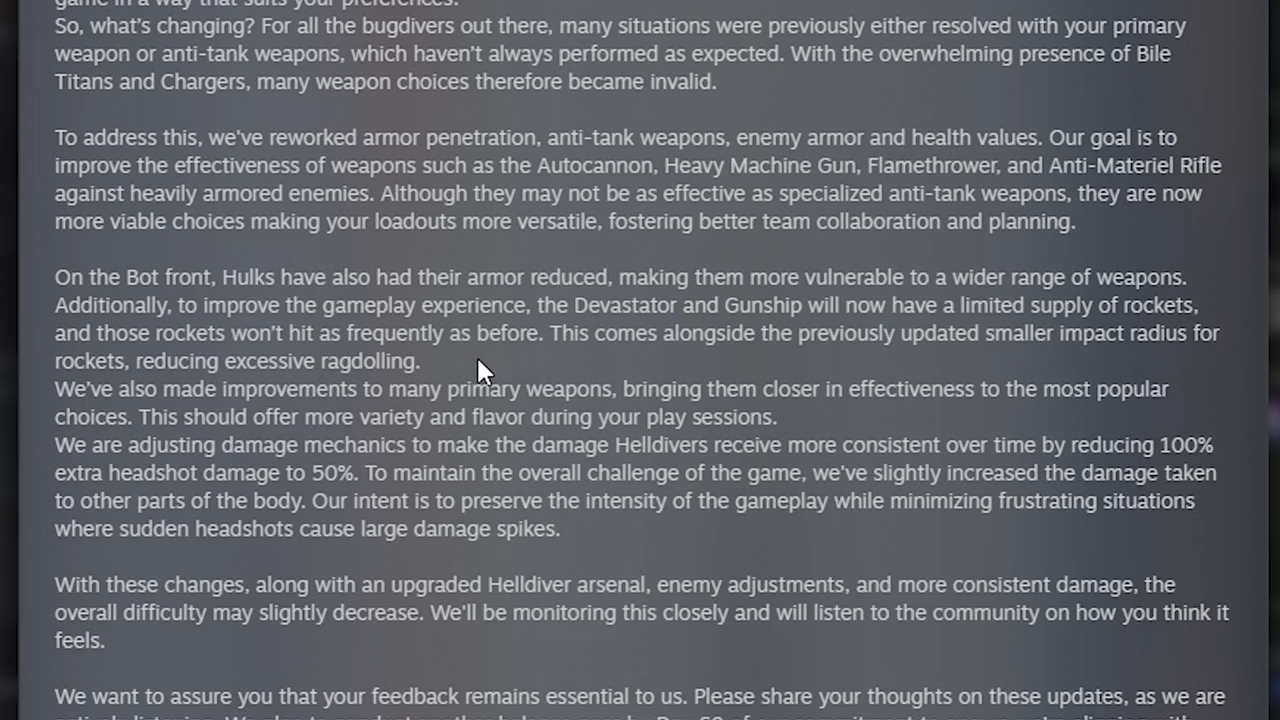 game in a way that suits your preferences.
So, what's changing? For all the bugdivers out there, many situations were previously either resolved with your primary
weapon or anti-tank weapons, which haven't always performed as expected. With the overwhelming presence of Bile
Titans and Chargers, many weapon choices therefore became invalid.
To address this, we've reworked armor penetration, anti-tank weapons, enemy armor and health values. Our goal is to
improve the effectiveness of weapons such as the Autocannon, Heavy Machine Gun, Flamethrower, and Anti-Materiel Rifle
against heavily armored enemies. Although they may not be as effective as specialized anti-tank weapons, they are now
more viable choices making your loadouts more versatile, fostering better team collaboration and planning.
On the Bot front, Hulks have also had their armor reduced, making them more vulnerable to a wider range of weapons.
Additionally, to improve the gameplay experience, the Devastator and Gunship will now have a limited supply of rockets,
and those rockets won't hit as frequently as before. This comes alongside the previously updated smaller impact radius for
rockets, reducing excessive ragdolling.
We've also made improvements to many primary weapons, bringing them closer in effectiveness to the most popular
choices. This should offer more variety and flavor during your play sessions.
We are adjusting damage mechanics to make the damage Helldivers receive more consistent over time by reducing 100%
extra headshot damage to 50%. To maintain the overall challenge of the game, we've slightly increased the damage taken
to other parts of the body. Our intent is to preserve the intensity of the gameplay while minimizing frustrating situations
where sudden headshots cause large damage spikes.
With these changes, along with an upgraded Helldiver arsenal, enemy adjustments, and more consistent damage, the
overall difficulty may slightly decrease. We'll be monitoring this closely and will listen to the community on how you think it
feels.
We want to assure you that your feedback remains essential to us. Please share your thoughts on these updates, as we are